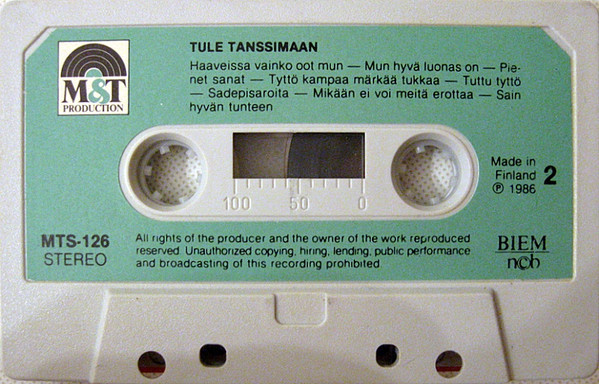 TULE TANSSIMAAN
Haaveissa vainko oot mun — Mun hyvä luonas on — Pie-
net sanat — Tyttö kampaa märkää tukkaa — Tuttu tyttö
— Sadepisaroita — Mikään ei voi meitä erottaa — Sain
hyvän tunteen
M&T
PRODUCTION
Made in
Finland
℗ 1986
2
100 50 0
MTS-126
STEREO
All rights of the producer and the owner of the work reproduced
reserved. Unauthorized copying, hiring, lending, public performance
and broadcasting of this recording prohibited.
BIEM
ncb